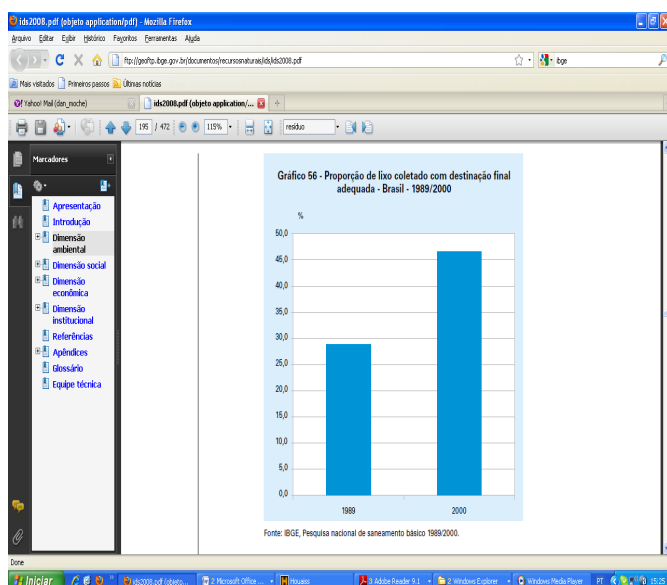 ids2008.pdf (objeto application/pdf) - Mozilla Firefox
Arquivo Editar Exibir Histórico Favoritos Ferramentas Ajuda
ftp://geoftp.ibge.gov.br/documentos/recursosnaturais/ids/ids2008.pdf
ibge
Mais visitados Primeiros passos Últimas notícias
Yahoo! Mail (dan_moche) ids2008.pdf (objeto application/...
195 / 472 115% resíduo
Marcadores
Apresentação
Introdução
Dimensão
ambiental
Dimensão social
Dimensão
econômica
Dimensão
institucional
Referências
Apêndices
Glossário
Equipe técnica
Gráfico 56 - Proporção de lixo coletado com destinação final
adequada - Brasil - 1989/2000
%
50,0
45,0
40,0
35,0
30,0
25,0
20,0
15,0
10,0
5,0
0,0
1989 2000
Fonte: IBGE, Pesquisa nacional de saneamento básico 1989/2000.
Done
Iniciar ids2008.pdf (objeto... 2 Microsoft Office ... Houaiss 3 Adobe Reader 9.1 2 Windows Explorer Windows Media Player PT 15:25